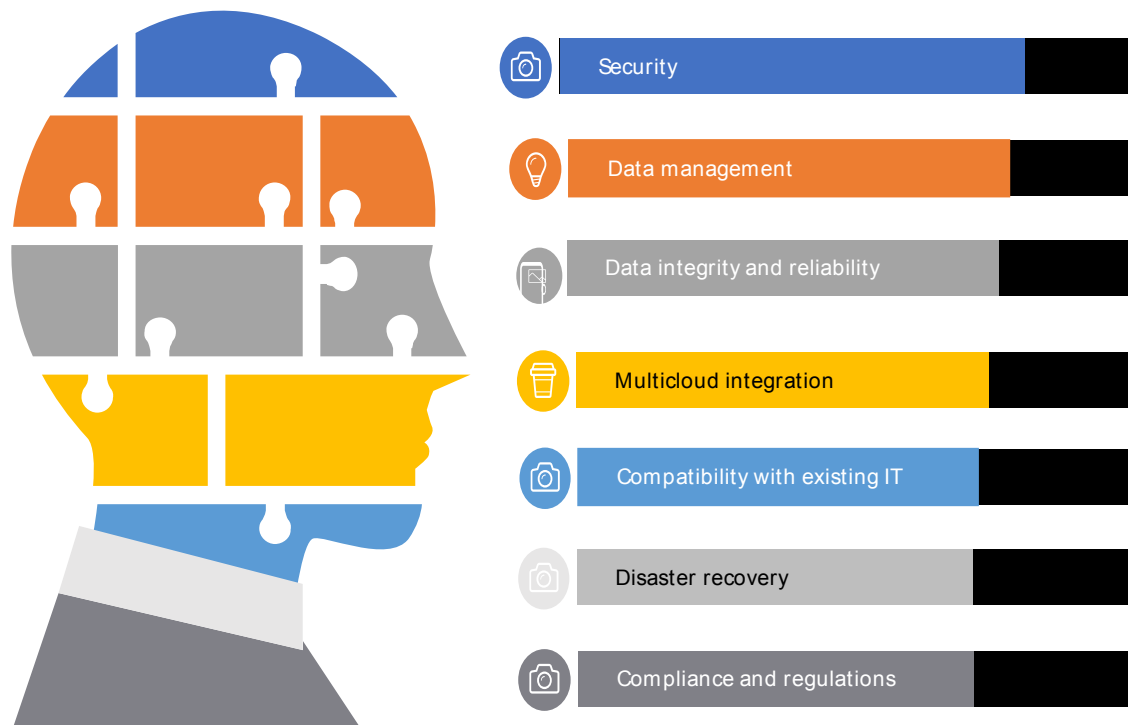 Security
Data management
Data integrity and reliability
Multicloud integration
Compatibility with existing IT
Disaster recovery
Compliance and regulations